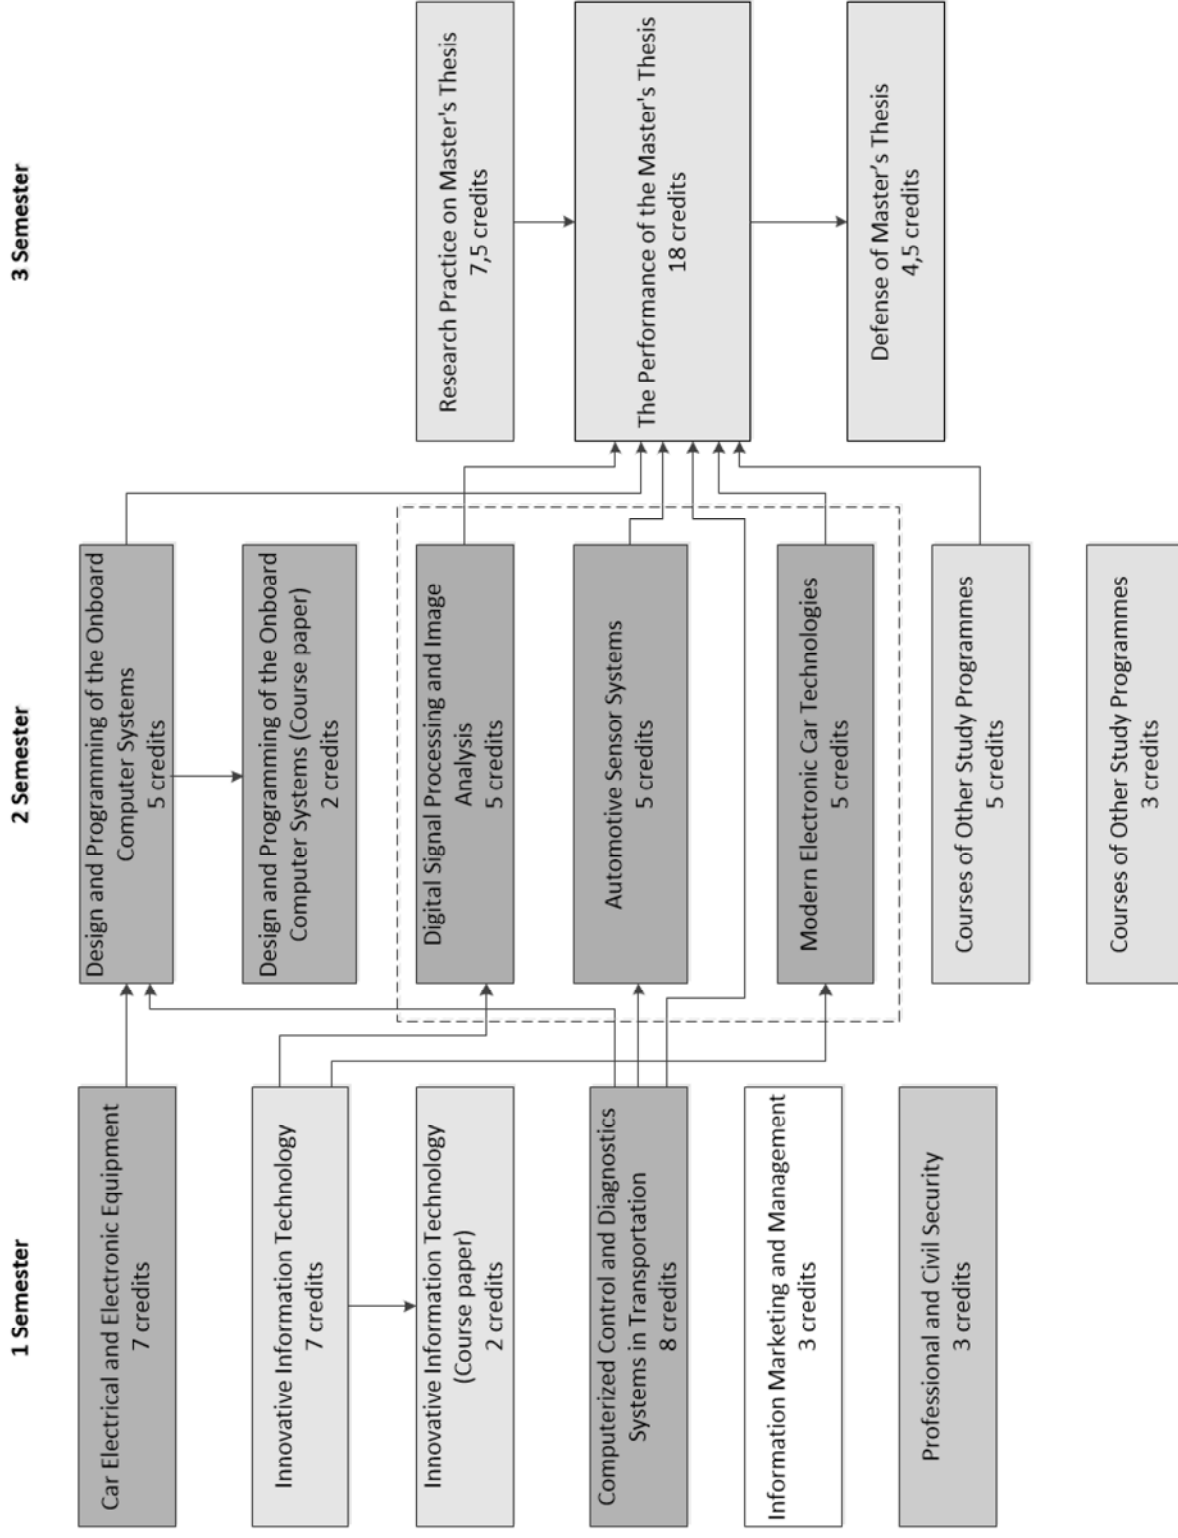 1 Semester
Car Electrical and Electronic Equipment
7 credits
Innovative Information Technology
7 credits
Innovative Information Technology
(Course paper)
2 credits
Computerized Control and Diagnostics
Systems in Transportation
8 credits
Information Marketing and Management
3 credits
Professional and Civil Security
3 credits
2 Semester
Design and Programming of the Onboard
Computer Systems
5 credits
Design and Programming of the Onboard
Computer Systems (Course paper)
2 credits
Digital Signal Processing and Image
Analysis
5 credits
Automotive Sensor Systems
5 credits
Modern Electronic Car Technologies
5 credits
Courses of Other Study Programmes
5 credits
Courses of Other Study Programmes
3 credits
3 Semester
Research Practice on Master's Thesis
7,5 credits
The Performance of the Master's Thesis
18 credits
Defense of Master’s Thesis
4,5 credits